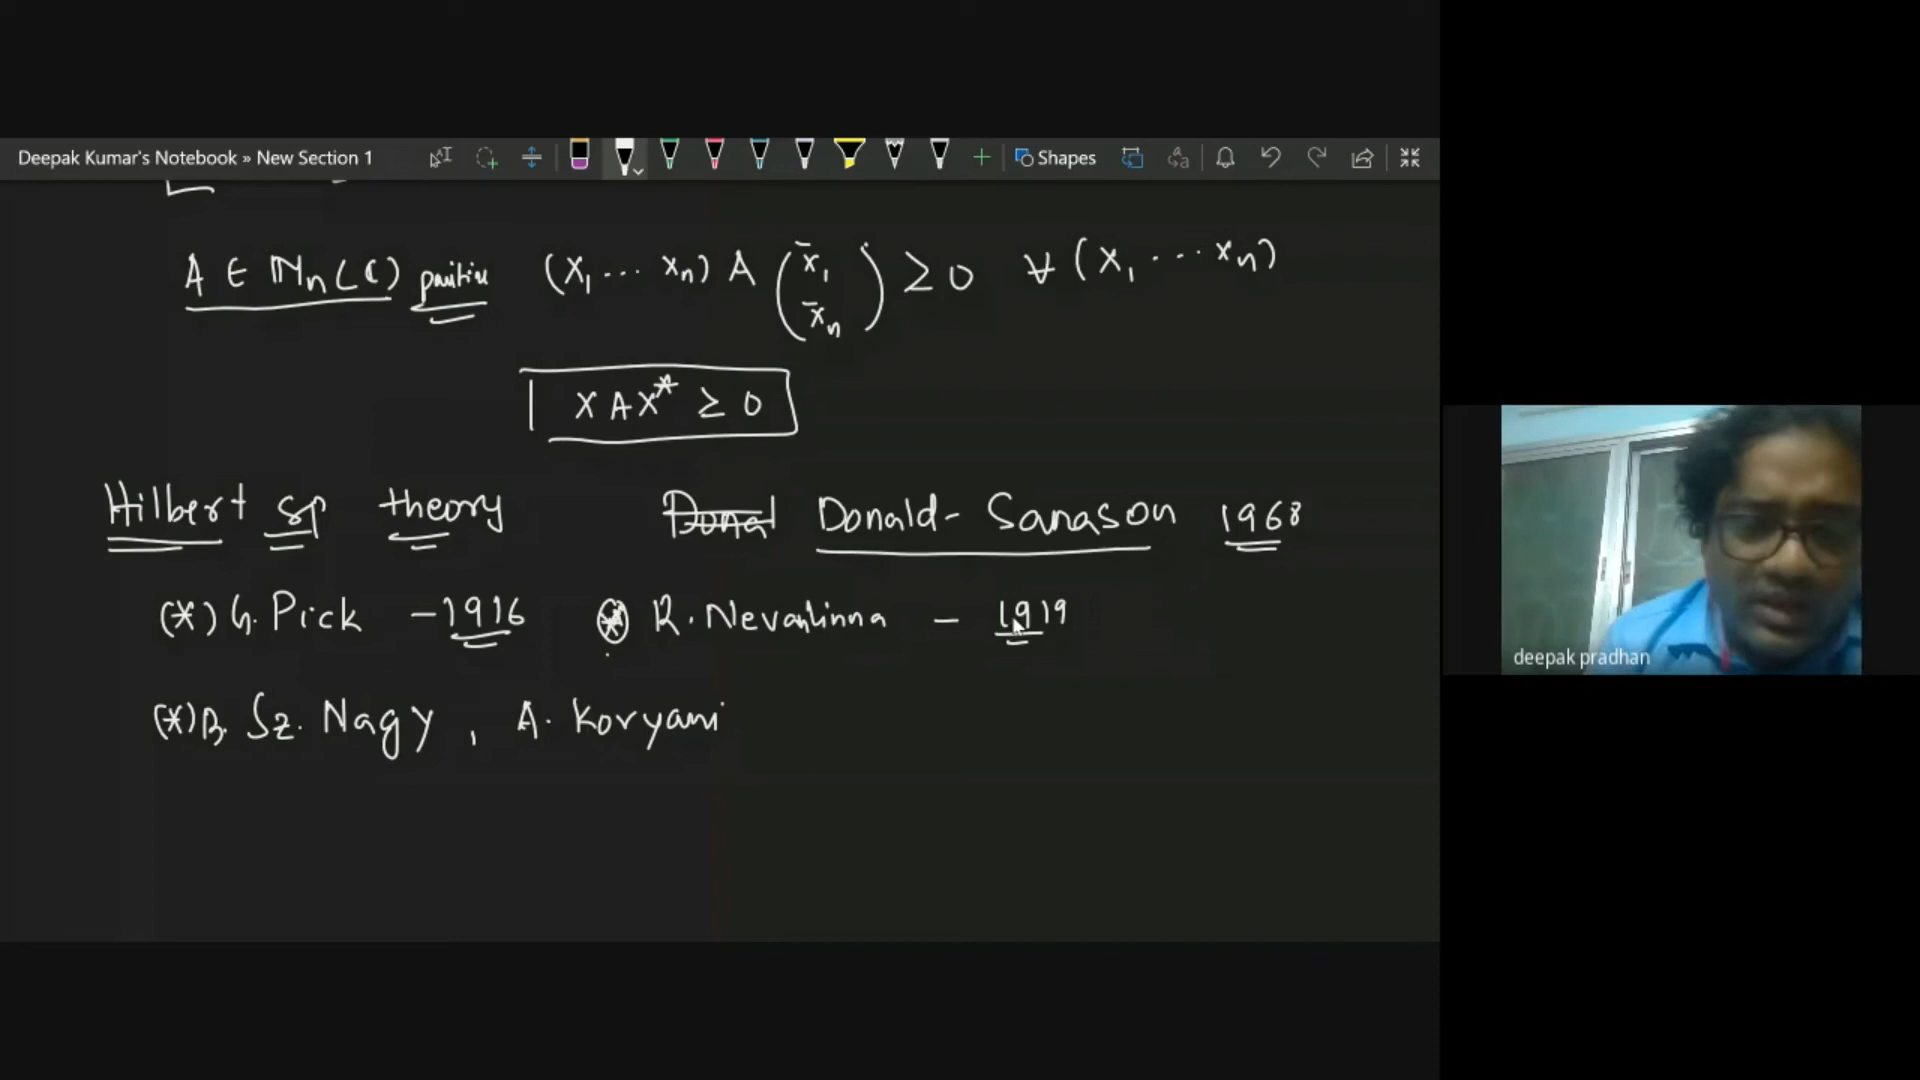 Deepak Kumar's Notebook » New Section 1 Shapes
A ∈ Mn(ℂ) positive (x1 ... xn) A (x̄1 x̄n) ≥ 0 ∀ (x1 ... xn)
X A X* ≥ 0
Hilbert sp theory Donal Donald- Sanason 1968
(*) G. Pick - 1916 (*) R. Nevanlinna - 1919
(*) B. Sz. Nagy, A. Koryani
deepak pradhan